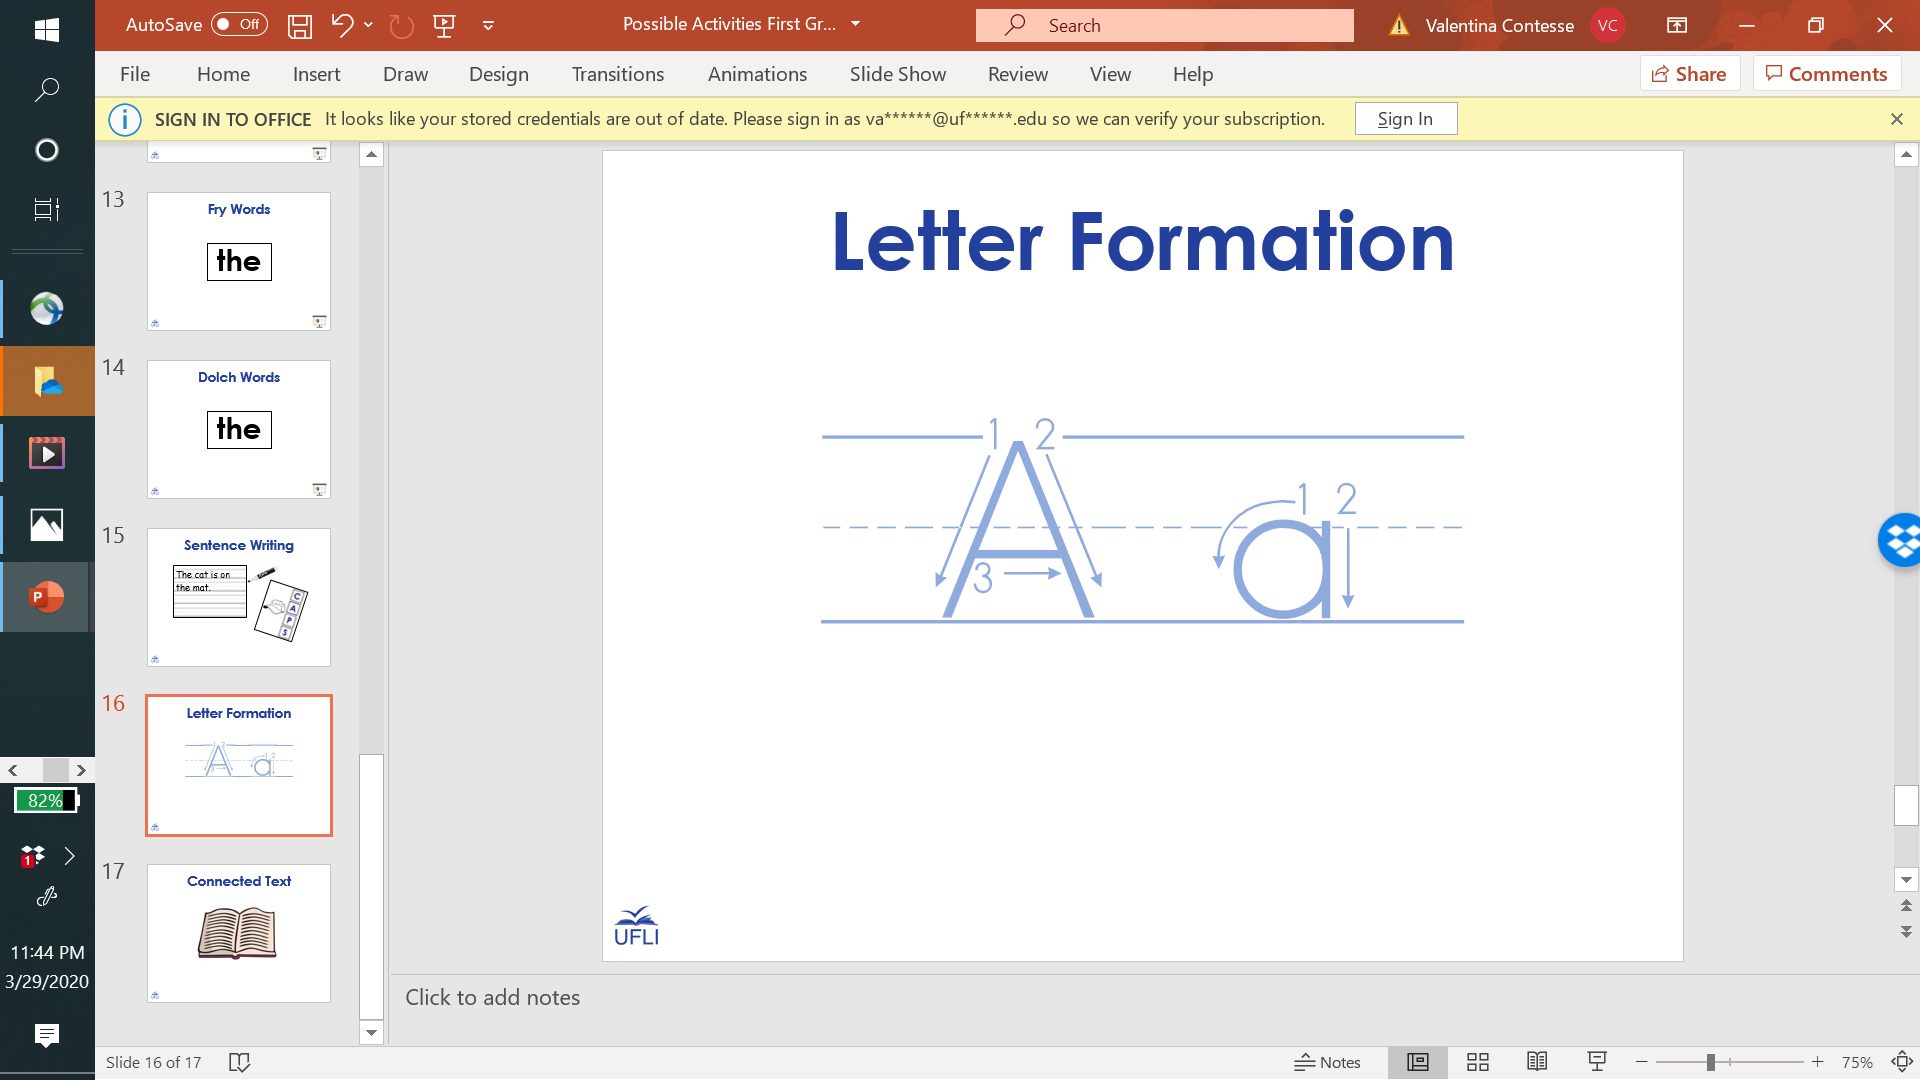 AutoSave Off
Possible Activities First Gr...
Search
Valentina Contesse VC
File Home Insert Draw Design Transitions Animations Slide Show Review View Help
Share Comments
SIGN IN TO OFFICE It looks like your stored credentials are out of date. Please sign in as va******@uf******.edu so we can verify your subscription. Sign In
13
Fry Words
the
14
Dolch Words
the
15
Sentence Writing
The cat is on
the mat.
C
A
P
S
16
Letter Formation
A a
17
Connected Text
Letter Formation
1 2
A
3
1 2
a
UFLI
Click to add notes
P
82%
1
11:44 PM
3/29/2020
Slide 16 of 17
Notes
75%